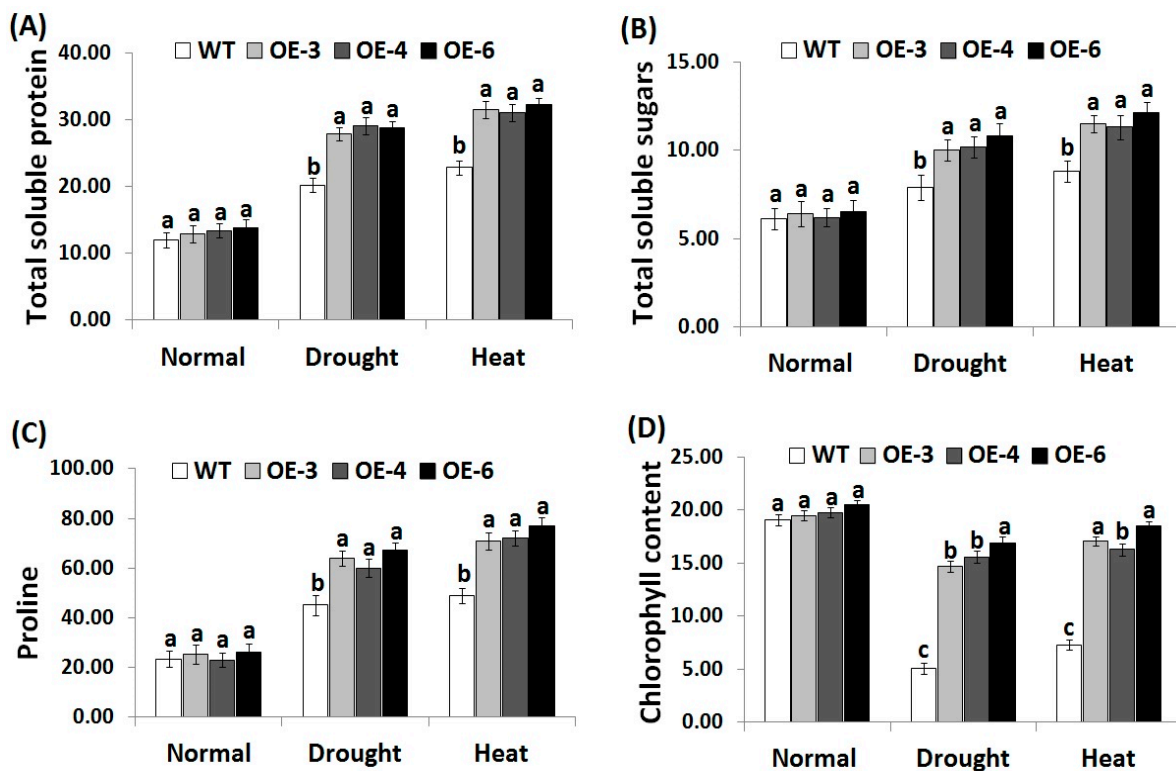 (A)
WT OE-3 OE-4 OE-6
Total soluble protein
40.00
30.00
20.00
10.00
0.00
a a a a
b a a a
b a a a
Normal Drought Heat
(B)
WT OE-3 OE-4 OE-6
Total soluble sugars
15.00
10.00
5.00
0.00
a a a a
b a a a
b a a a
Normal Drought Heat
(C)
WT OE-3 OE-4 OE-6
Proline
100.00
80.00
60.00
40.00
20.00
0.00
a a a a
b a a a
b a a a
Normal Drought Heat
(D)
WT OE-3 OE-4 OE-6
Chlorophyll content
25.00
20.00
15.00
10.00
5.00
0.00
a a a a
c b b a
c a b a
Normal Drought Heat